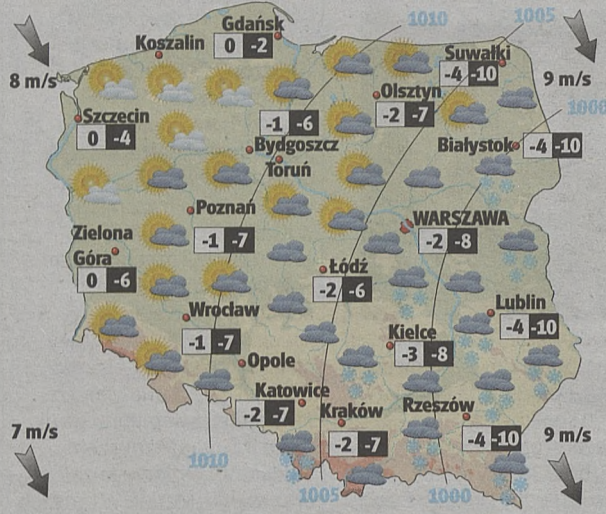 1010
1005
Gdańsk
0 -2
Koszalin
8 m/s
9 m/s
Suwałki
-4 -10
Olsztyn
-2 -7
Szczecin
0 -4
1000
-1 -6
Bydgoszcz
Toruń
Białystok
-4 -10
Poznań
-1 -7
WARSZAWA
-2 -8
Zielona
Góra
0 -6
Łódź
-2 -6
Wrocław
-1 -7
Lublin
-4 -10
Kielce
-3 -8
Opole
Katowice
-2 -7
Kraków
-2 -7
Rzeszów
-4 -10
7 m/s
9 m/s
1010
1005
1000